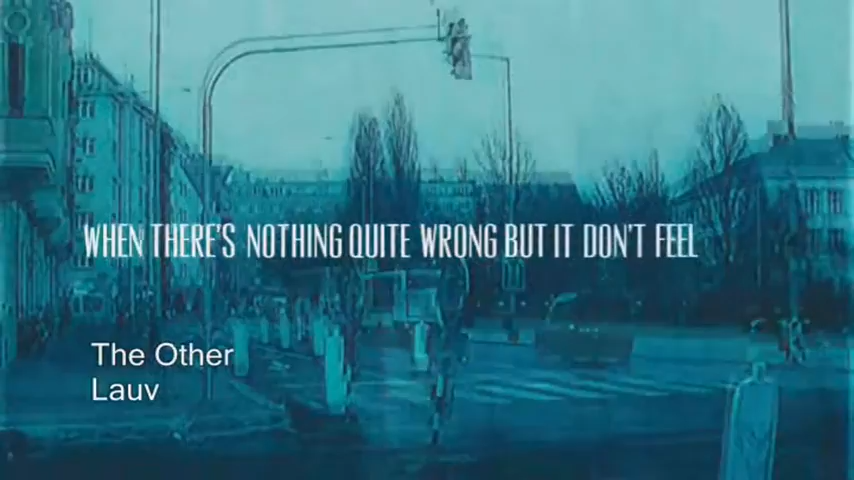 WHEN THERE'S NOTHING QUITE WRONG BUT IT DON'T FEEL
The Other
Lauv